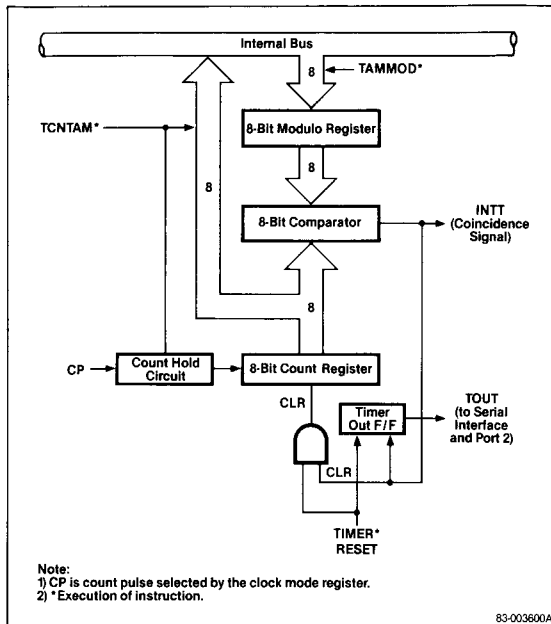 Internal Bus
8
TAMMOD*
TCNTAM*
8-Bit Modulo Register
8
8
INTT
(Coincidence
Signal)
8-Bit Comparator
8
CP
Count Hold
Circuit
8-Bit Count Register
CLR
Timer
Out F/F
TOUT
(to Serial
Interface
and Port 2)
CLR
TIMER*
RESET
Note:
1) CP is count pulse selected by the clock mode register.
2) *Execution of instruction.
83-003600A